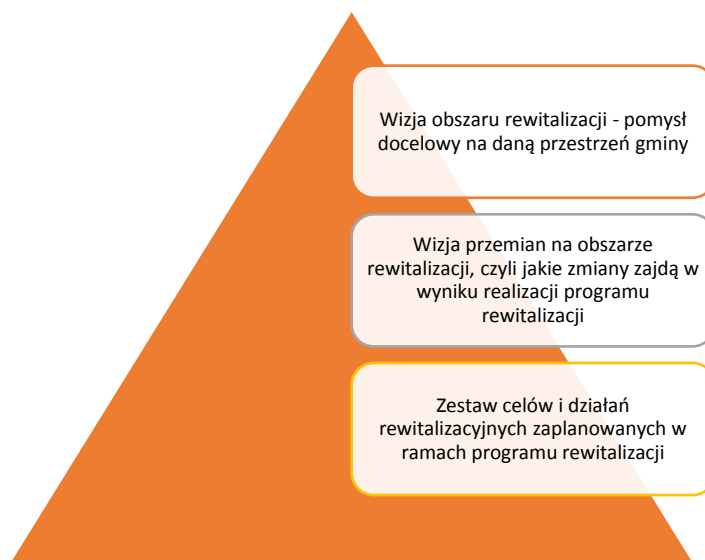 Wizja obszaru rewitalizacji - pomysł
docelowy na daną przestrzeń gminy
Wizja przemian na obszarze
rewitalizacji, czyli jakie zmiany zajdą w
wyniku realizacji programu
rewitalizacji
Zestaw celów i działań
rewitalizacyjnych zaplanowanych w
ramach programu rewitalizacji